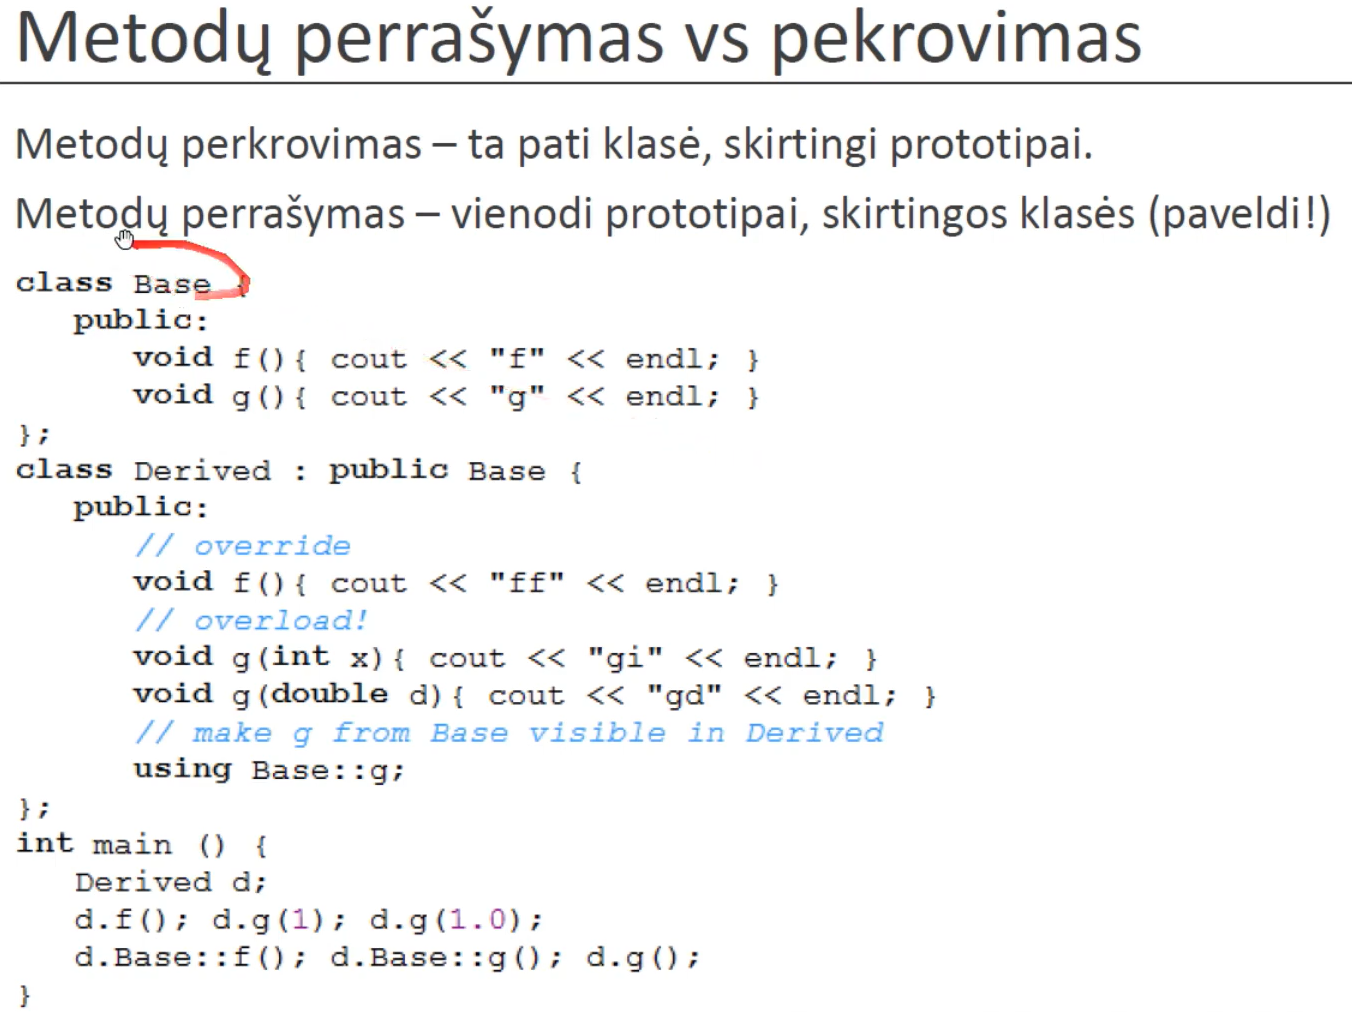 Metodų perrašymas vs pekrovimas
Metodų perkrovimas – ta pati klasė, skirtingi prototipai.
Metodų perrašymas – vienodi prototipai, skirtingos klasės (paveldi!)
class Base {
   public:
      void f(){ cout << "f" << endl; }
      void g(){ cout << "g" << endl; }
};
class Derived : public Base {
   public:
      // override
      void f(){ cout << "ff" << endl; }
      // overload!
      void g(int x){ cout << "gi" << endl; }
      void g(double d){ cout << "gd" << endl; }
      // make g from Base visible in Derived
      using Base::g;
};
int main () {
   Derived d;
   d.f(); d.g(1); d.g(1.0);
   d.Base::f(); d.Base::g(); d.g();
}